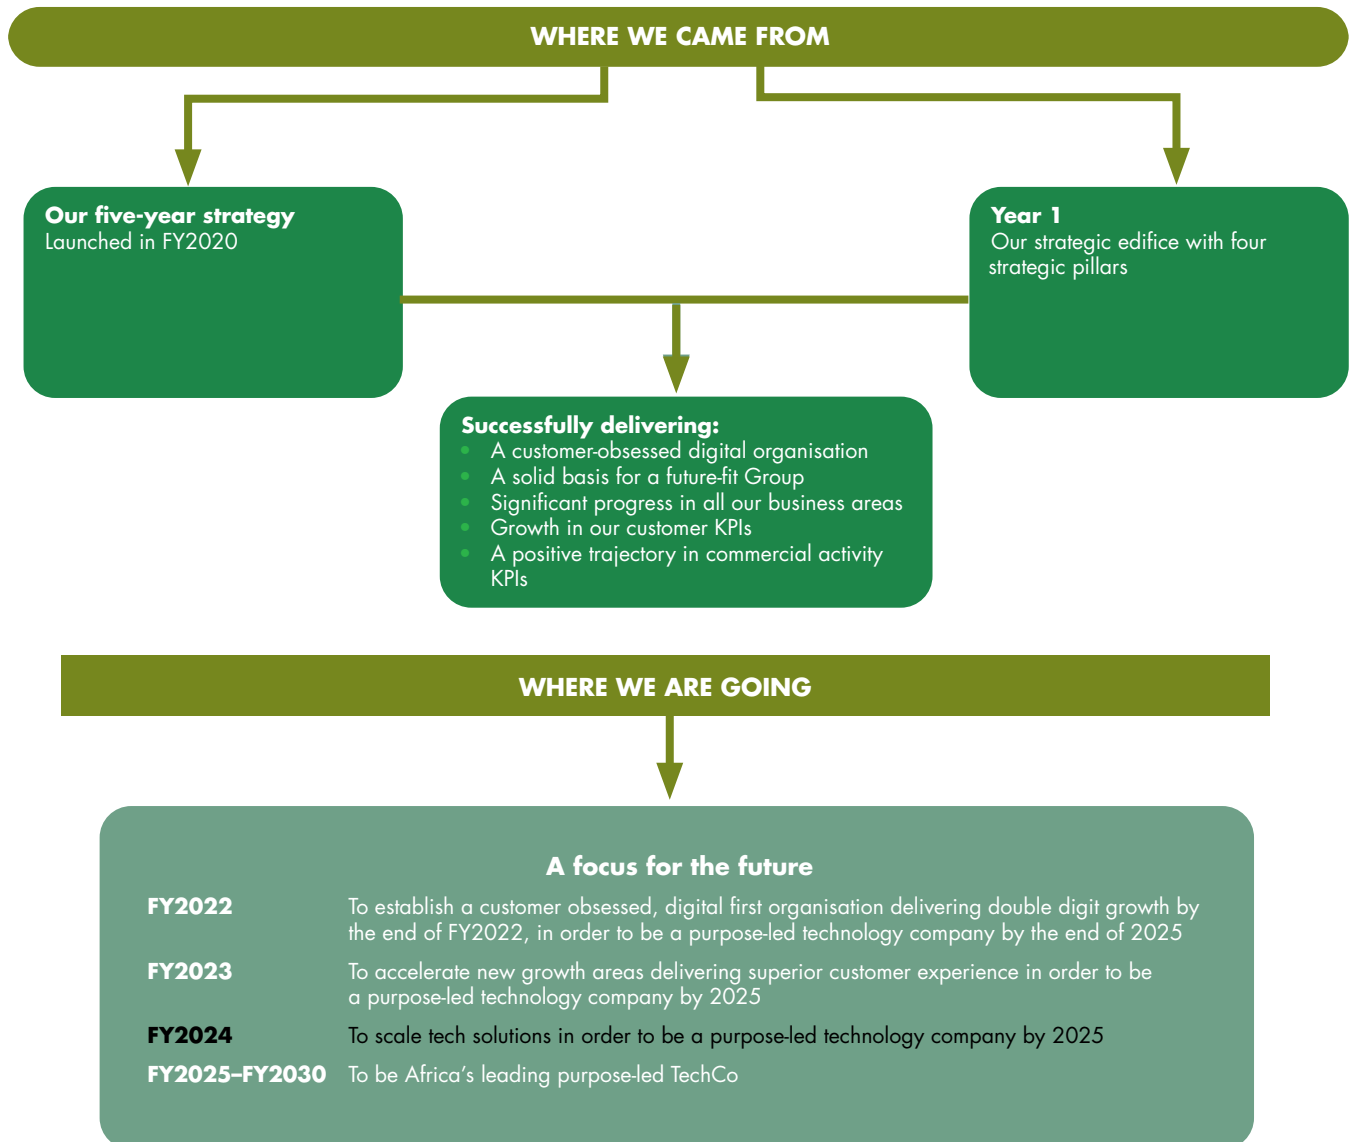 WHERE WE CAME FROM
Our five-year strategy
Launched in FY2020
Year 1
Our strategic edifice with four
strategic pillars
Successfully delivering:
• A customer-obsessed digital organisation
• A solid basis for a future-fit Group
• Significant progress in all our business areas
• Growth in our customer KPIs
• A positive trajectory in commercial activity
KPIs
WHERE WE ARE GOING
A focus for the future
FY2022 To establish a customer obsessed, digital first organisation delivering double digit growth by
the end of FY2022, in order to be a purpose-led technology company by the end of 2025
FY2023 To accelerate new growth areas delivering superior customer experience in order to be
a purpose-led technology company by 2025
FY2024 To scale tech solutions in order to be a purpose-led technology company by 2025
FY2025–FY2030 To be Africa’s leading purpose-led TechCo